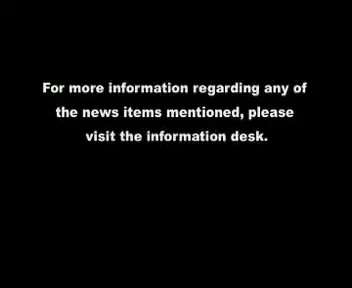 For more information regarding any of
the news items mentioned, please
visit the information desk.